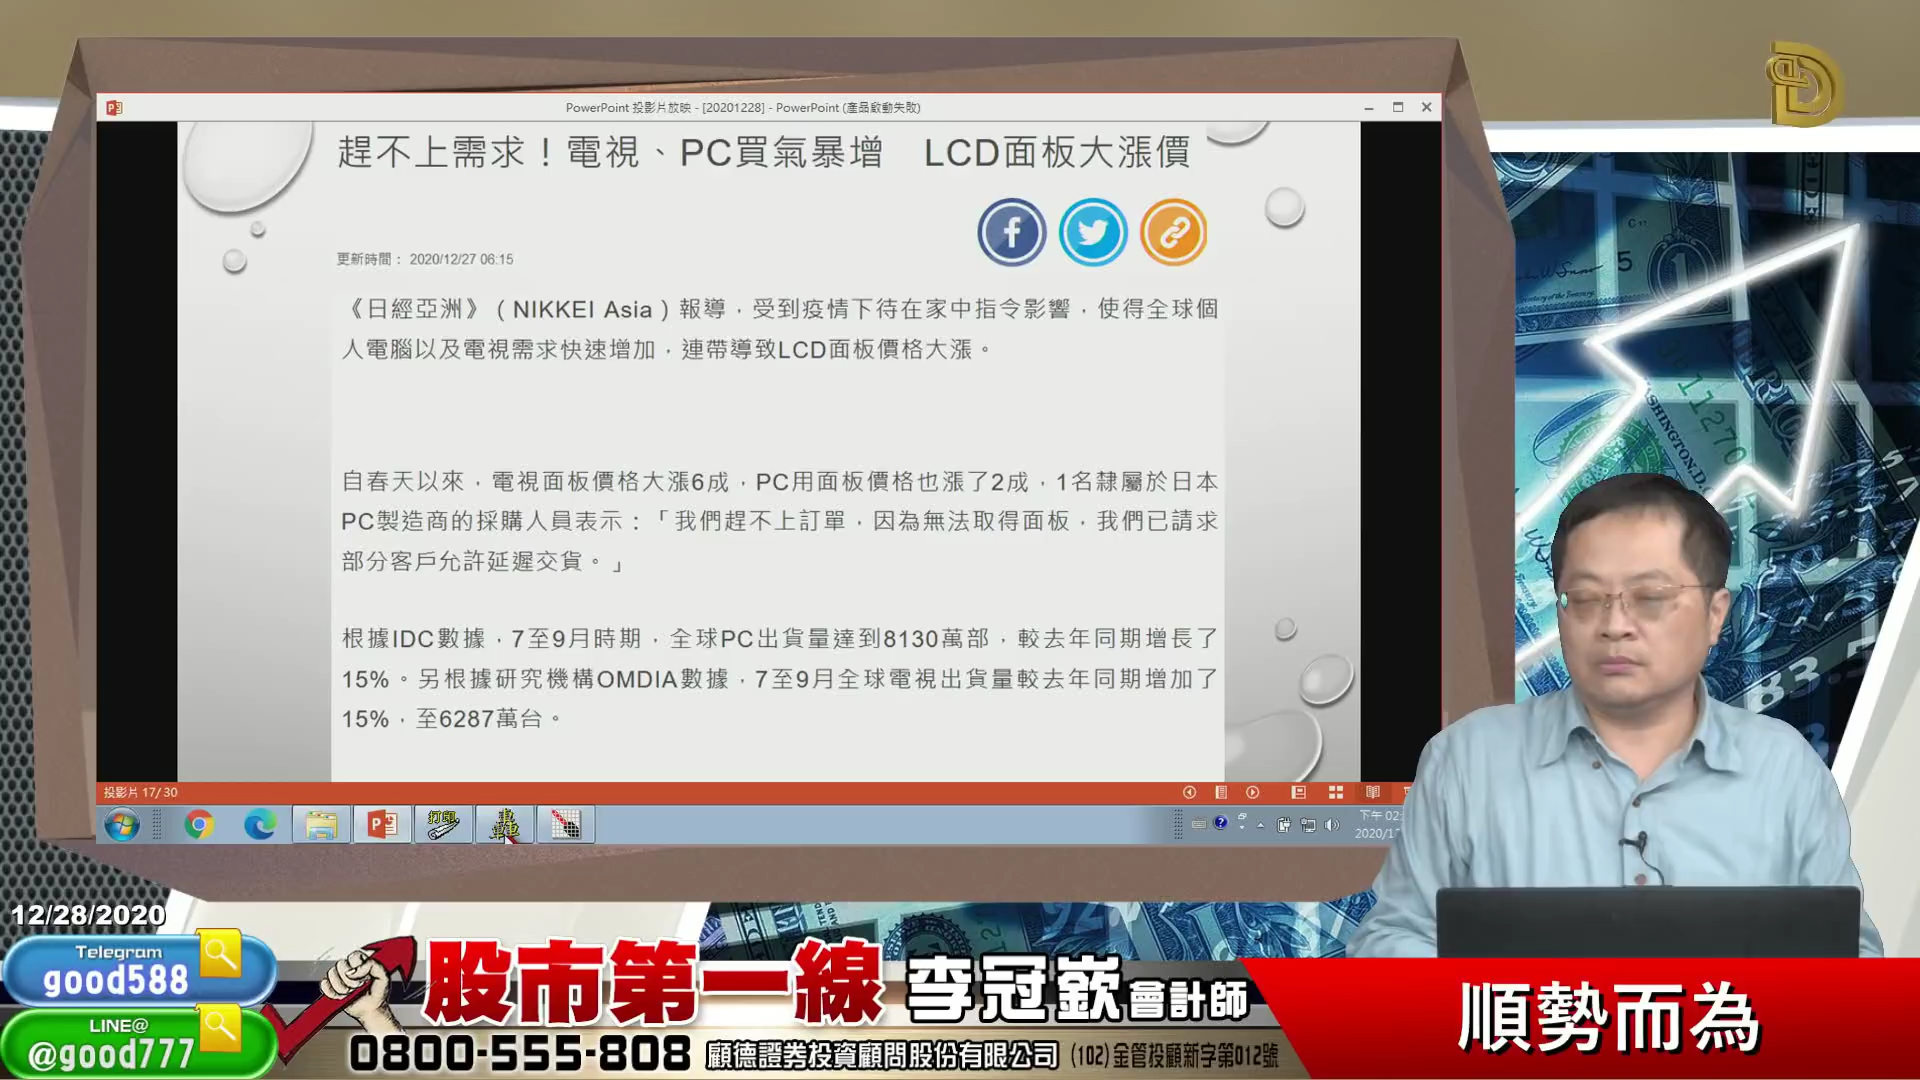 PowerPoint 投影片放映 - [20201228] - PowerPoint (產品啟動失敗)
趕不上需求！電視、PC買氣暴增　LCD面板大漲價
更新時間： 2020/12/27 06:15
《日經亞洲》（NIKKEI Asia）報導，受到疫情下待在家中指令影響，使得全球個
人電腦以及電視需求快速增加，連帶導致LCD面板價格大漲。
自春天以來，電視面板價格大漲6成，PC用面板價格也漲了2成，1名隸屬於日本
PC製造商的採購人員表示：「我們趕不上訂單，因為無法取得面板，我們已請求
部分客戶允許延遲交貨。」
根據IDC數據，7至9月時期，全球PC出貨量達到8130萬部，較去年同期增長了
15%。另根據研究機構OMDIA數據，7至9月全球電視出貨量較去年同期增加了
15%，至6287萬台。
投影片 17/30
打印
下午 02:
2020/1
12/28/2020
Telegram
good588
LINE@
@good777
股市第一線 李冠嶔會計師
0800-555-808 顧德證券投資顧問股份有限公司 (102)金管投顧新字第012號
順勢而為